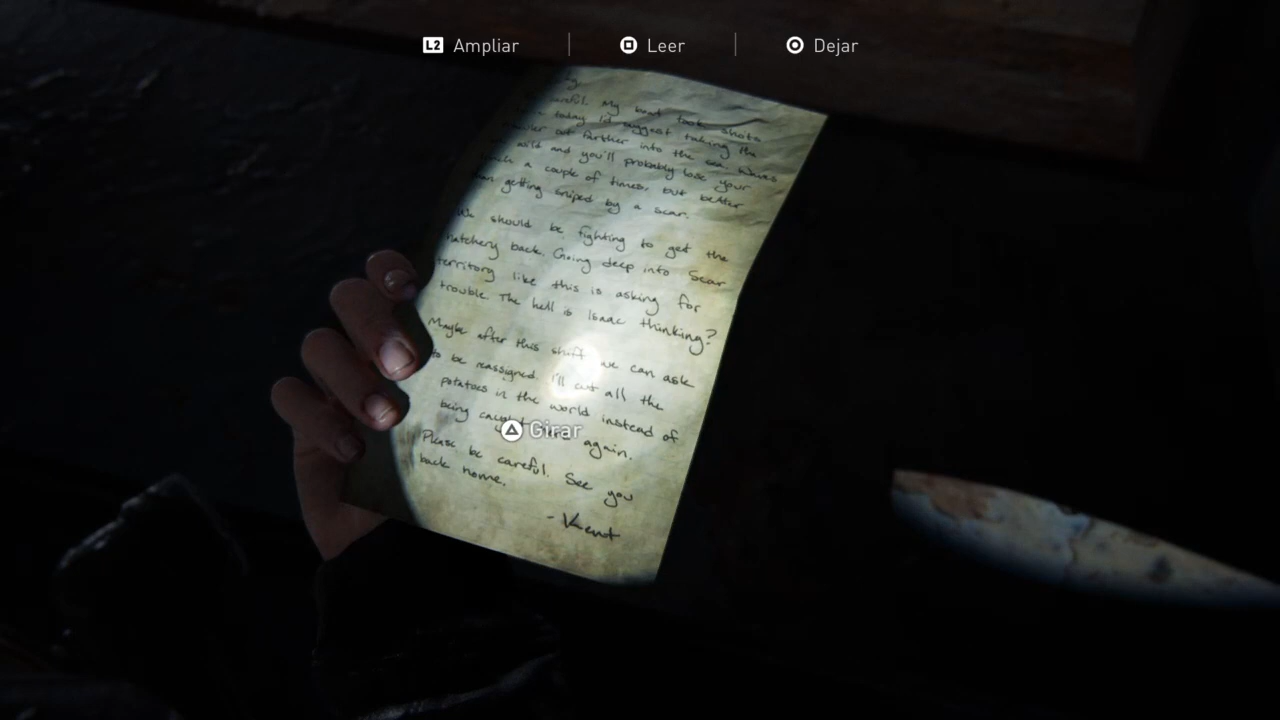 L2 Ampliar
Leer
Dejar
My boat took shots
today I'd suggest taking the
out farther into the sea. Waves
and you'll probably lose your
a couple of times, but better
getting sniped by a scar.
We should be fighting to get the
hatchery back. Going deep into Scar
territory like this is asking for
trouble. The hell is Isaac thinking?
Maybe after this shift we can ask
to be reassigned. I'll cut all the
potatoes in the world instead of
being again.
Girar
Please be careful. See you
back home.
- Kent